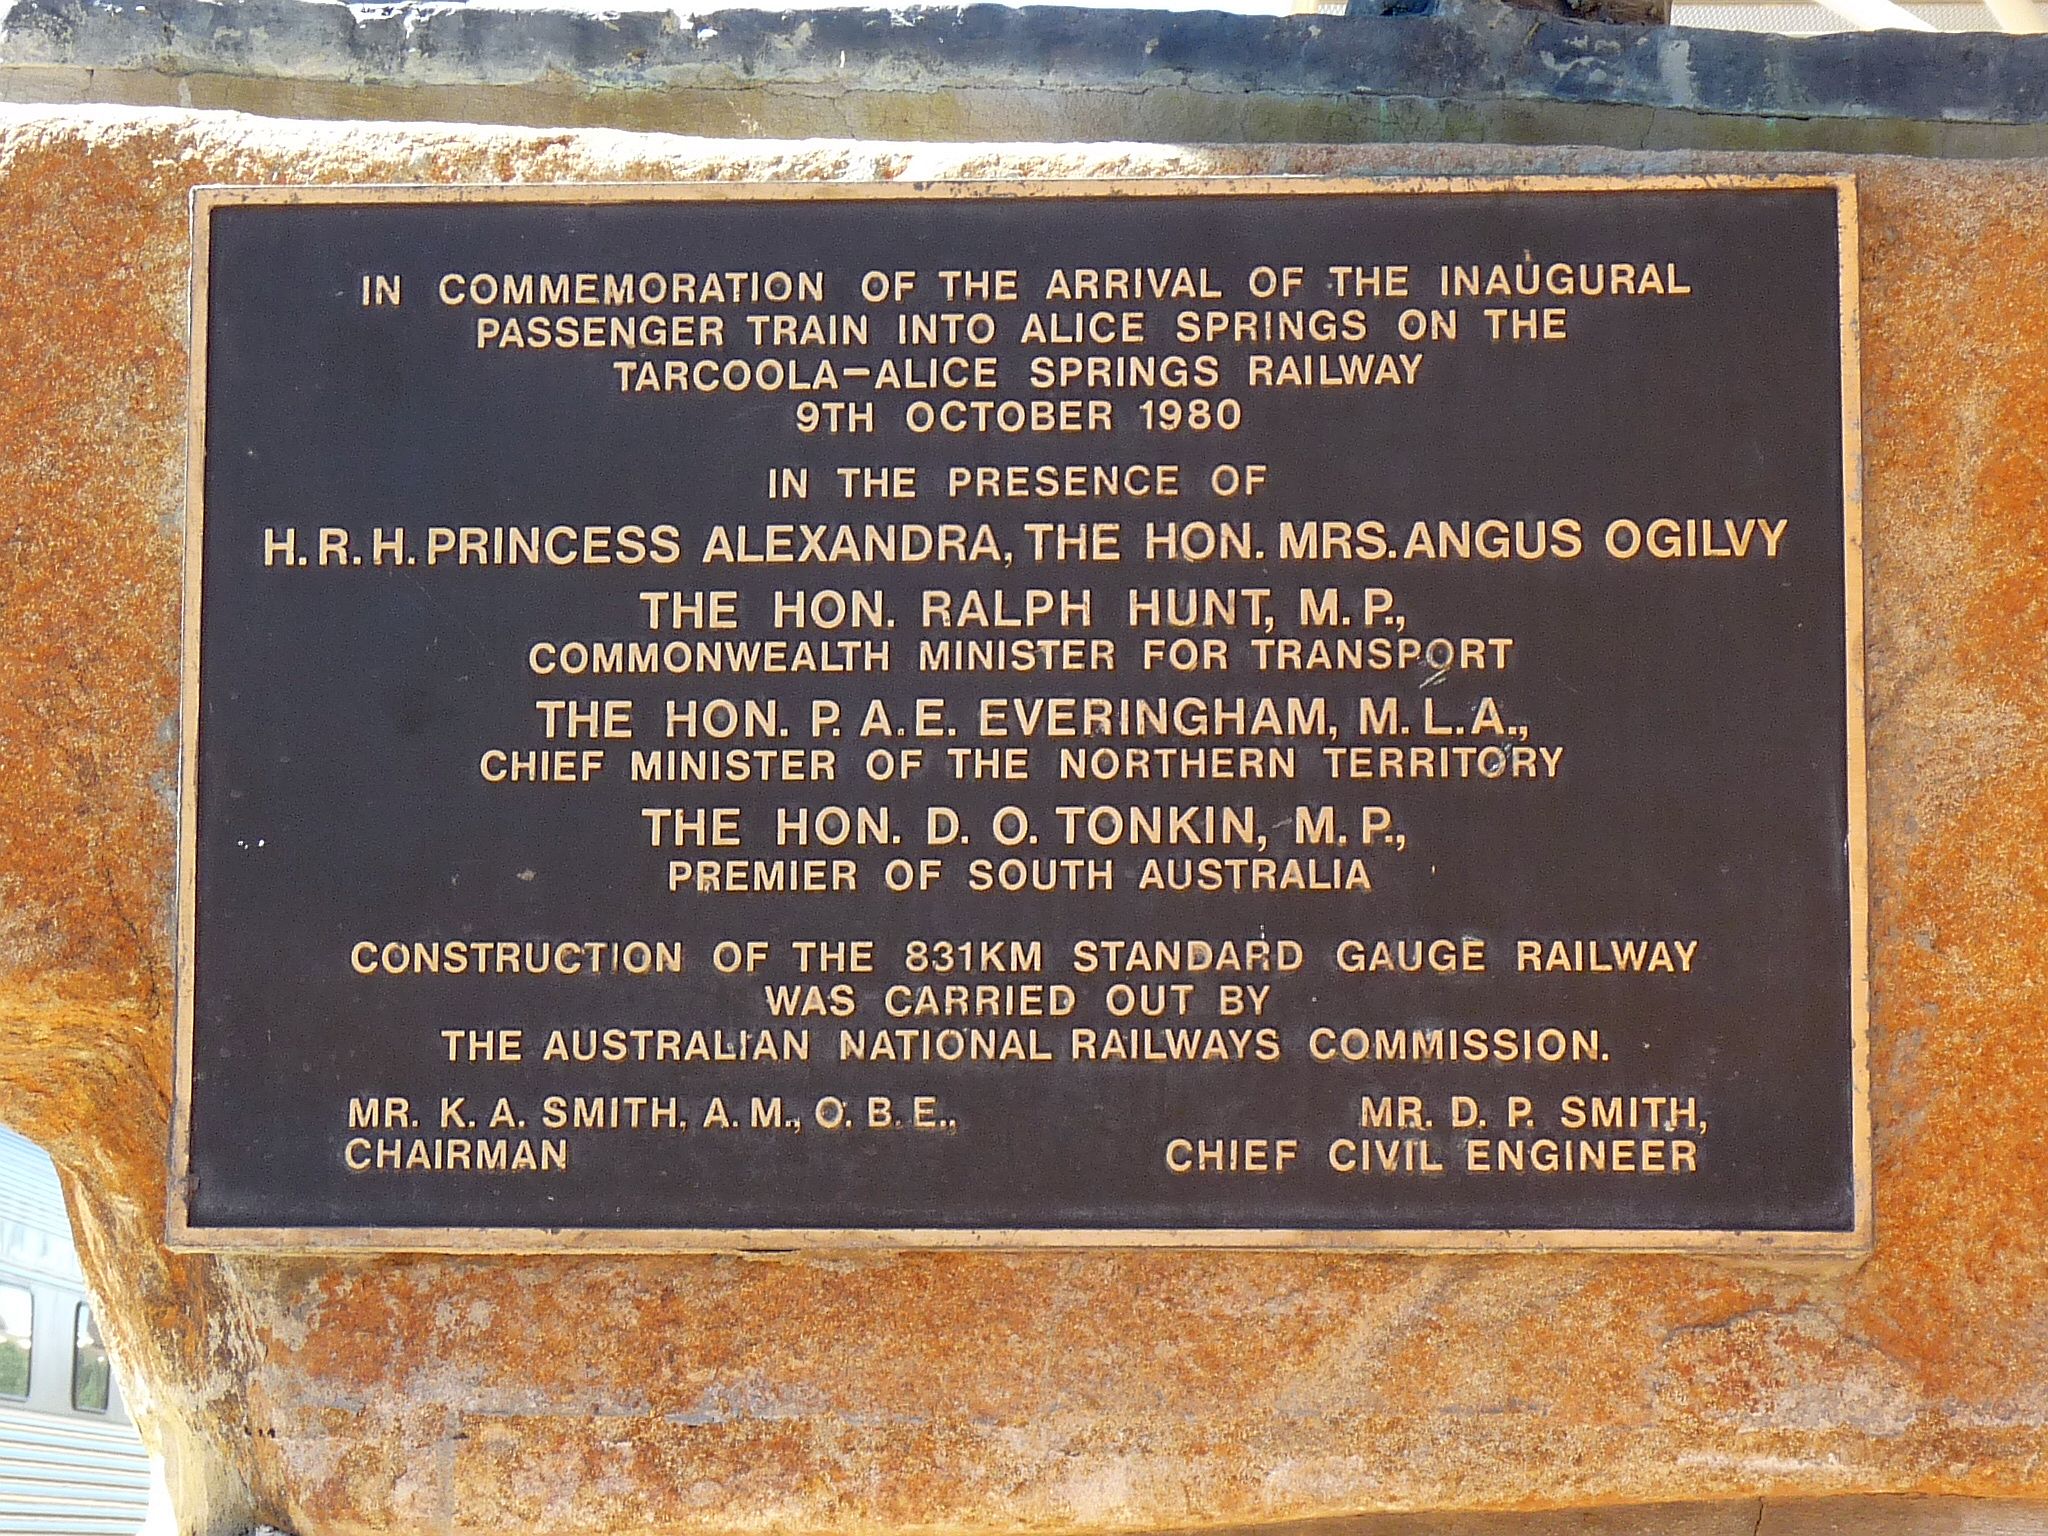 IN COMMEMORATION OF THE ARRIVAL OF THE INAUGURAL
PASSENGER TRAIN INTO ALICE SPRINGS ON THE
TARCOOLA-ALICE SPRINGS RAILWAY
9TH OCTOBER 1980
IN THE PRESENCE OF
H.R.H. PRINCESS ALEXANDRA, THE HON. MRS. ANGUS OGILVY
THE HON. RALPH HUNT, M.P.,
COMMONWEALTH MINISTER FOR TRANSPORT
THE HON. P. A.E. EVERINGHAM, M.L.A.,
CHIEF MINISTER OF THE NORTHERN TERRITORY
THE HON. D. O. TONKIN, M.P.,
PREMIER OF SOUTH AUSTRALIA
CONSTRUCTION OF THE 831KM STANDARD GAUGE RAILWAY
WAS CARRIED OUT BY
THE AUSTRALIAN NATIONAL RAILWAYS COMMISSION.
MR. K. A. SMITH, A.M., O.B.E.,
CHAIRMAN
MR. D. P. SMITH,
CHIEF CIVIL ENGINEER